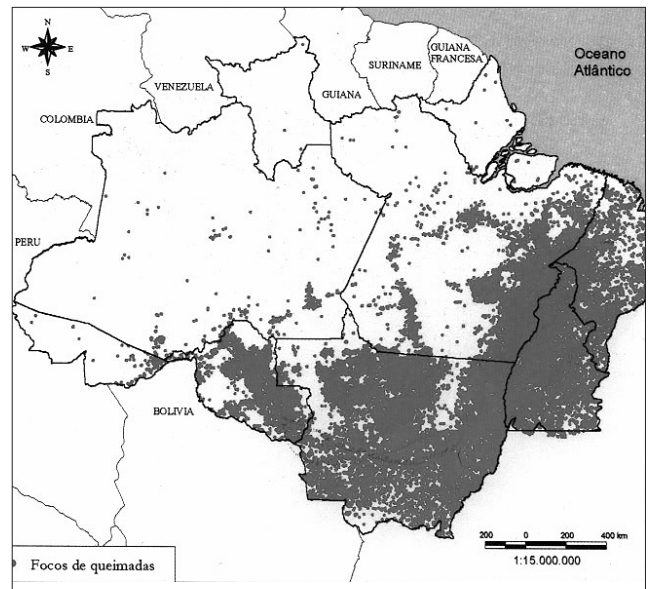 N
W E
S
Oceano
Atlântico
GUIANA
FRANCESA
SURINAME
VENEZUELA
GUIANA
COLOMBIA
PERU
BOLIVIA
200 0 200 400 km
1:15.000.000
Focos de queimadas